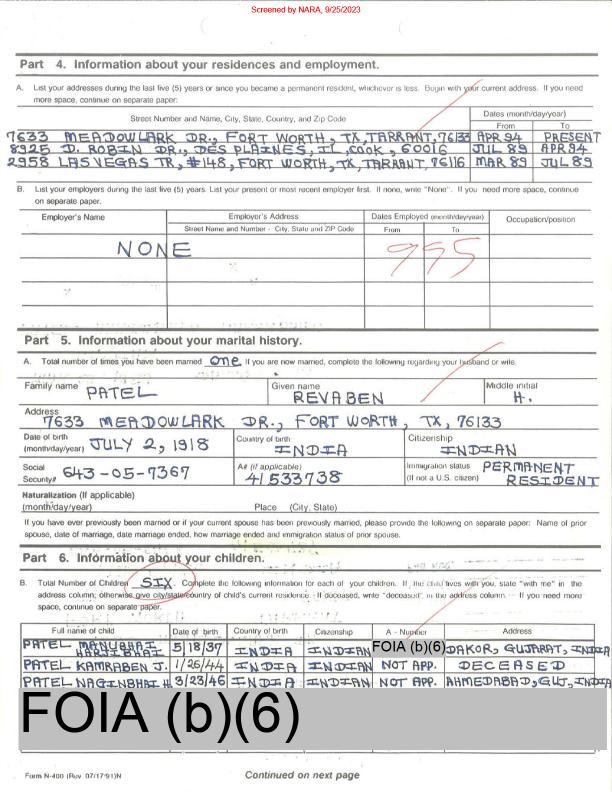 Screened by NARA, 9/25/2023
Part 4. Information about your residences and employment.
A. List your addresses during the last five (5) years or since you became a permanent resident, whichever is less. Begin with your current address. If you need
more space, continue on separate paper:
Street Number and Name, City, State, Country, and Zip Code
Dates (month/day/year)
From To
7633 MEADOWLARK DR., FORT WORTH, TX, TARRANT, 76133 APR 94 PRESENT
8925 D. ROBIN DR., DES PLAINES, IL, COOK, 60016 JUL 89 APR 94
2958 LAS VEGAS TR, #148, FORT WORTH, TX, TARRANT, 76116 MAR 89 JUL 89
B. List your employers during the last five (5) years. List your present or most recent employer first. If none, write "None". If you need more space, continue
on separate paper.
Employer's Name Employer's Address Dates Employed (month/day/year) Occupation/position
Street Name and Number - City, State and ZIP Code From To
NONE
995
Part 5. Information about your marital history.
A. Total number of times you have been married one. If you are now married, complete the following regarding your husband or wife.
Family name PATEL Given name REVABEN Middle initial H.
Address
7633 MEADOWLARK DR., FORT WORTH, TX, 76133
Date of birth (month/day/year) JULY 2, 1918 Country of birth INDIA Citizenship INDIAN
Social Security# 643-05-7367 A# (if applicable) 41533738 Immigration status (If not a U.S. citizen) PERMANENT RESIDENT
Naturalization (If applicable)
(month/day/year) Place (City, State)
If you have ever previously been married or if your current spouse has been previously married, please provide the following on separate paper: Name of prior
spouse, date of marriage, date marriage ended, how marriage ended and immigration status of prior spouse.
Part 6. Information about your children.
B. Total Number of Children SIX. Complete the following information for each of your children. If the child lives with you, state "with me" in the
address column; otherwise give city/state/country of child's current residence. If deceased, write "deceased" in the address column. If you need more
space, continue on separate paper.
Full name of child Date of birth Country of birth Citizenship A - Number Address
PATEL MANUBHAI HARJIBHAI 5/18/37 INDIA INDIAN FOIA (b)(6) DAKOR, GUJARAT, INDIA
PATEL KAMRABEN J. 1/26/44 INDIA INDIAN NOT APP. DECEASED
PATEL NAGINBHAI H. 3/23/46 INDIA INDIAN NOT APP. AHMEDABAD, GUJ, INDIA
FOIA (b)(6)
Form N-400 (Rev 07/17/91)N
Continued on next page